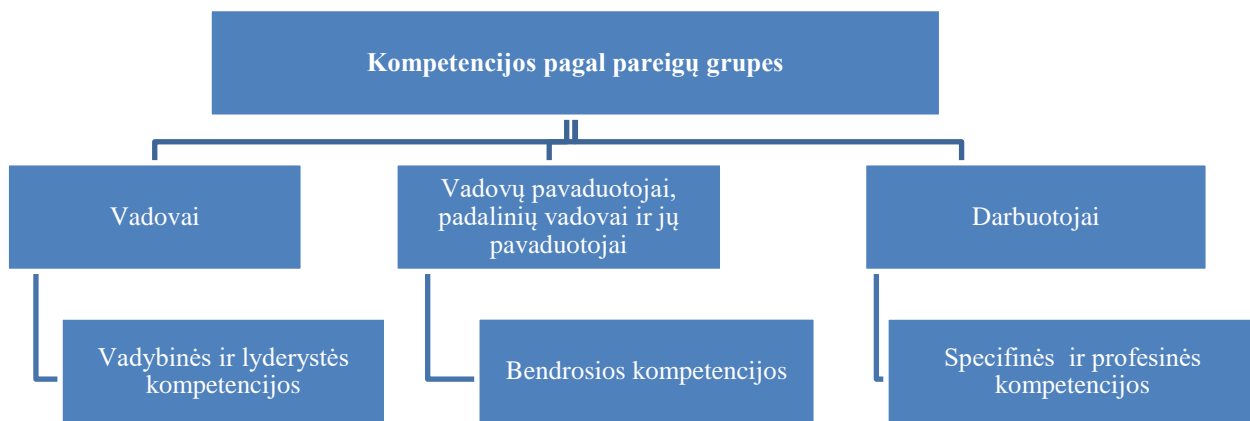 Kompetencijos pagal pareigų grupes
Vadovai
Vadovų pavaduotojai,
padalinių vadovai ir jų
pavaduotojai
Darbuotojai
Vadybinės ir lyderystės
kompetencijos
Bendrosios kompetencijos
Specifinės ir profesinės
kompetencijos